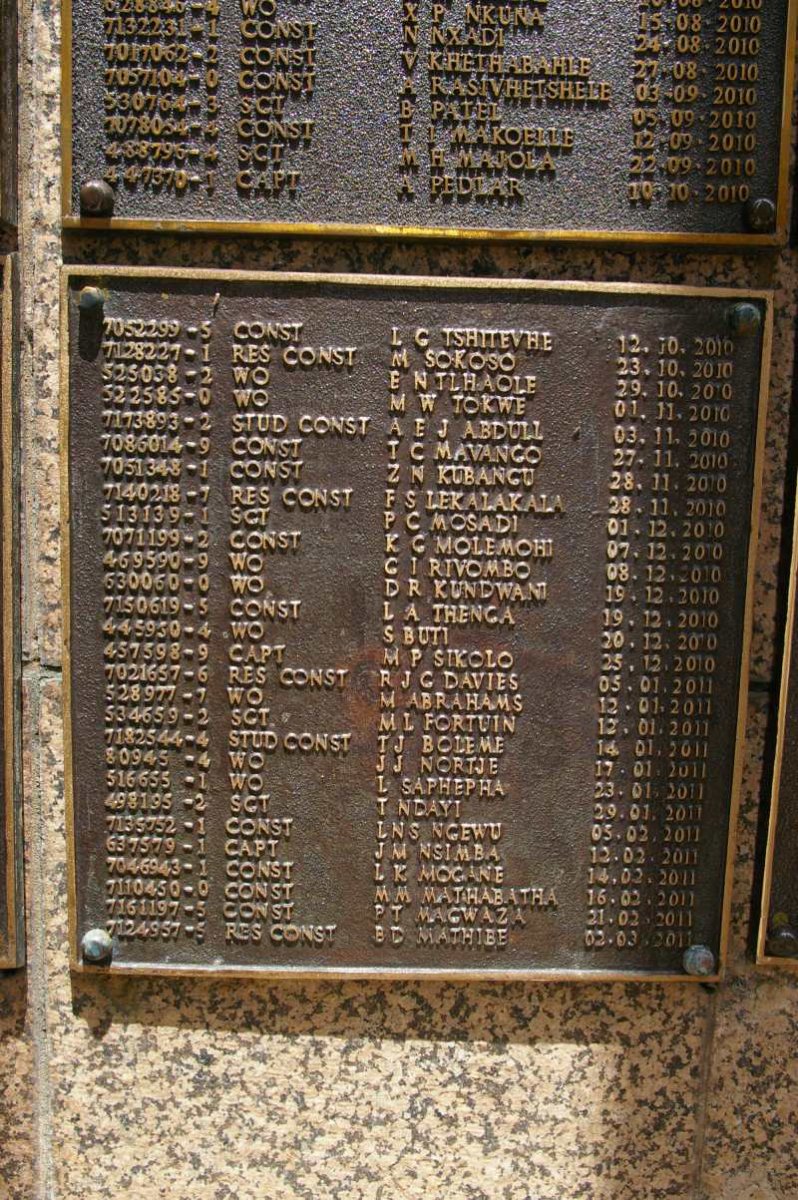 628846 - 4 WO 2010
7132231 - 1 CONST X P NKUNA 15 · 08 · 2010
7017062 - 2 CONST N NXADI 24 · 08 · 2010
7057104 - 0 CONST V KHETHABAHLE 27 · 08 · 2010
530764 - 3 SGT A RASIVHETSHELE 03 · 09 · 2010
7078054 - 4 CONST B PATEL 05 · 09 · 2010
488796 - 4 SGT T I MAKOELLE 12 · 09 · 2010
447370 - 1 CAPT M H MAJOLA 22 · 09 · 2010
A PEDLAR 10 · 10 · 2010
7052299 - 5 CONST L G TSHITEVHE 12 . 10 . 2010
7128227 - 1 RES CONST M SOKOSO 23 . 10 . 2010
525038 - 2 WO E N TLHAOLE 29 . 10 . 2010
522585 - 0 WO M W TOKWE 01 . 11 . 2010
7173893 - 2 STUD CONST A E J ABDULL 03 . 11 . 2010
7086014 - 9 CONST T C MAVANGO 27 . 11 . 2010
7051348 - 1 CONST Z N KUBANGU 28 . 11 . 2010
7140218 - 7 RES CONST F S LEKALAKALA 28 . 11 . 2010
513139 - 1 SGT P C MOSADI 01 . 12 . 2010
7071199 - 2 CONST K G MOLEMOHI 07 . 12 . 2010
469590 - 9 WO G I RIVOMBO 08 . 12 . 2010
630060 - 0 WO D R KUNDWANI 19 . 12 . 2010
7150619 - 5 CONST L A THENGA 19 . 12 . 2010
445950 - 4 WO S BUTI 20 . 12 . 2010
457598 - 9 CAPT M P SIKOLO 25 . 12 . 2010
7021657 - 6 RES CONST R J G DAVIES 05 . 01 . 2011
528977 - 7 WO M ABRAHAMS 12 . 01 . 2011
534659 - 2 SGT M L FORTUIN 12 . 01 . 2011
7182544 - 4 STUD CONST T J BOLEME 14 . 01 . 2011
80945 - 4 WO J J NORTJE 17 . 01 . 2011
516655 - 1 WO L SAPHEPHA 23 . 01 . 2011
498195 - 2 SGT T NDAYI 29 . 01 . 2011
7135752 - 1 CONST L N S NGEWU 05 . 02 . 2011
637579 - 1 CAPT J M NSIMBA 12 . 02 . 2011
7046943 - 1 CONST L K MOGANE 14 . 02 . 2011
7110450 - 0 CONST M M MATHABATHA 16 . 02 . 2011
7161197 - 5 CONST P T MAGWAZA 21 . 02 . 2011
7124957 - 5 RES CONST B D MATHIBE 02 . 03 . 2011